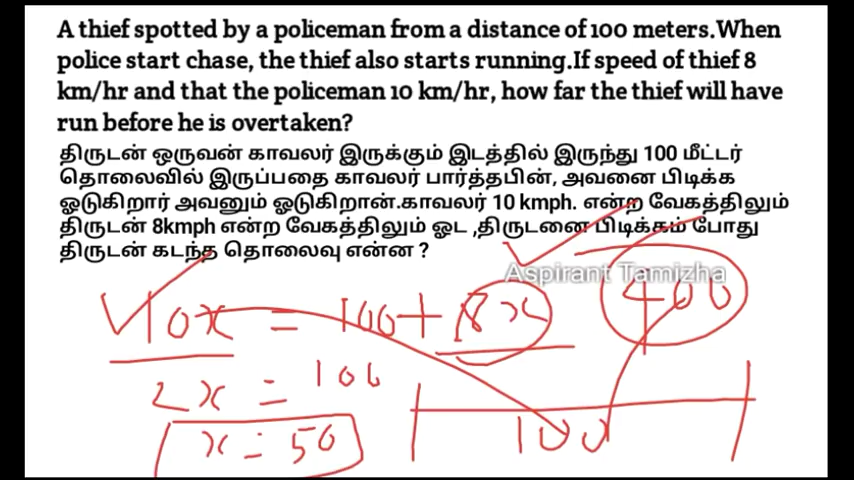 A thief spotted by a policeman from a distance of 100 meters.When
police start chase, the thief also starts running.If speed of thief 8
km/hr and that the policeman 10 km/hr, how far the thief will have
run before he is overtaken?
திருடன் ஒருவன் காவலர் இருக்கும் இடத்தில் இருந்து 100 மீட்டர்
தொலைவில் இருப்பதை காவலர் பார்த்தபின், அவனை பிடிக்க
ஓடுகிறார் அவனும் ஓடுகிறான்.காவலர் 10 kmph. என்ற வேகத்திலும்
திருடன் 8kmph என்ற வேகத்திலும் ஓட ,திருடனை பிடிக்கம் போது
திருடன் கடந்த தொலைவு என்ன ?
Aspirant Tamizha
10x = 100 + 8x 400
2x = 100
x = 50
100